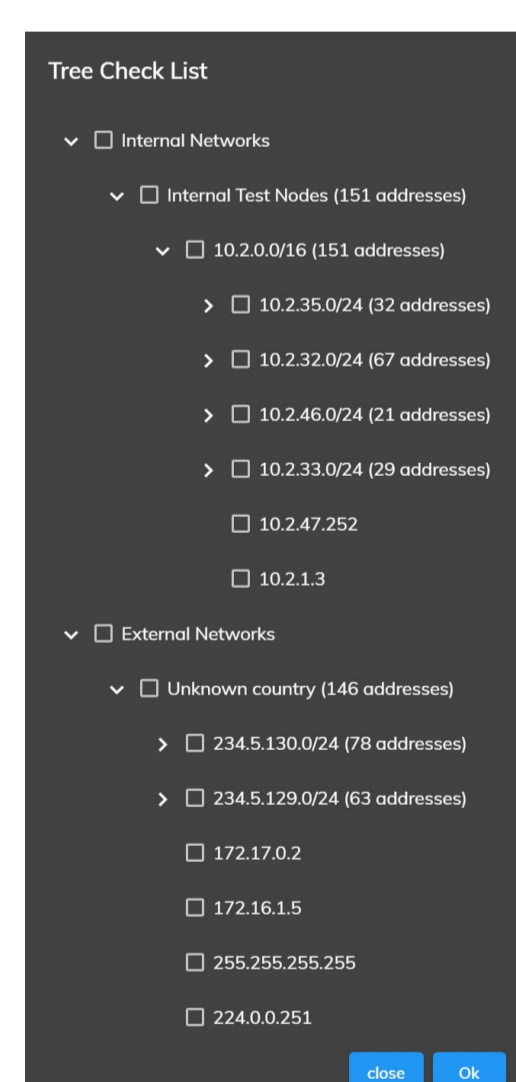 Tree Check List
Internal Networks
Internal Test Nodes (151 addresses)
10.2.0.0/16 (151 addresses)
10.2.35.0/24 (32 addresses)
10.2.32.0/24 (67 addresses)
10.2.46.0/24 (21 addresses)
10.2.33.0/24 (29 addresses)
10.2.47.252
10.2.1.3
External Networks
Unknown country (146 addresses)
234.5.130.0/24 (78 addresses)
234.5.129.0/24 (63 addresses)
172.17.0.2
172.16.1.5
255.255.255.255
224.0.0.251
close Ok